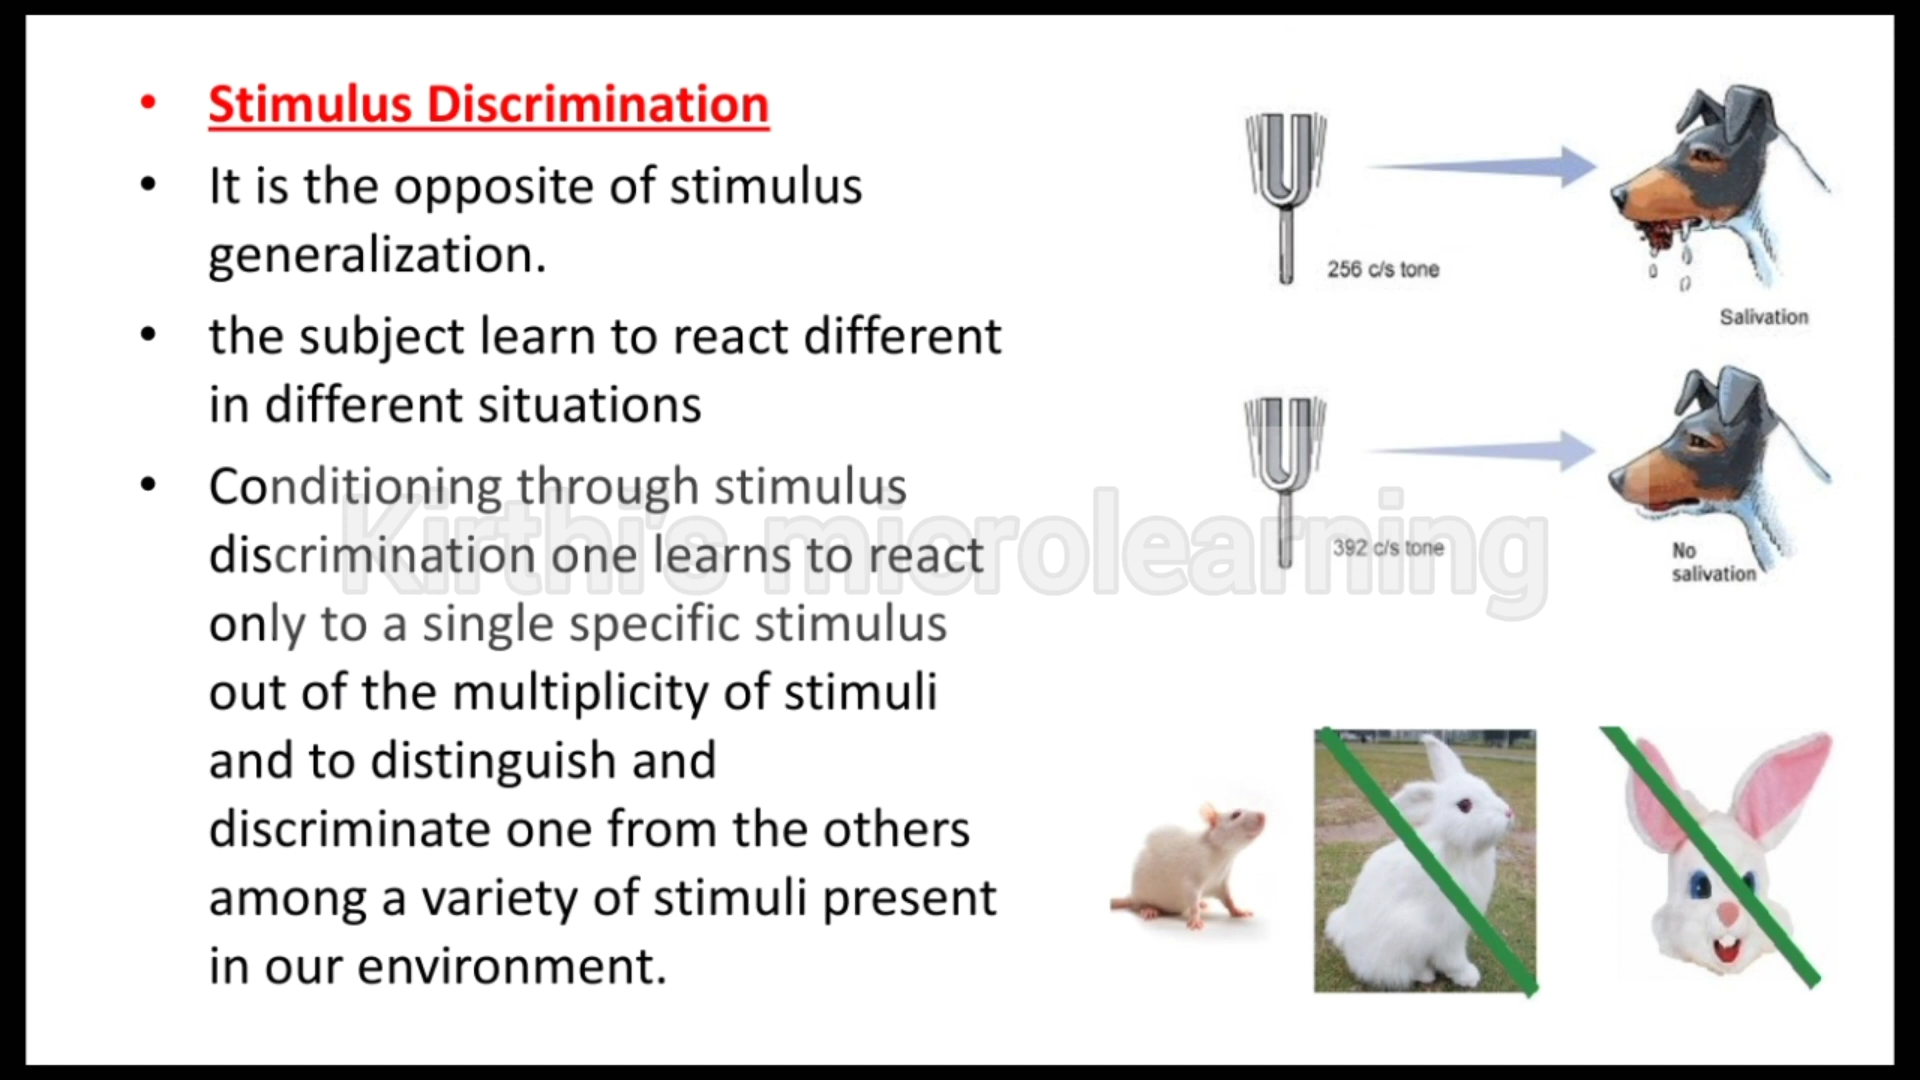 • Stimulus Discrimination
• It is the opposite of stimulus
generalization.
• the subject learn to react different
in different situations
• Conditioning through stimulus
discrimination one learns to react
only to a single specific stimulus
out of the multiplicity of stimuli
and to distinguish and
discriminate one from the others
among a variety of stimuli present
in our environment.
256 c/s tone
Salivation
392 c/s tone
No
salivation
Kirthi's microlearning